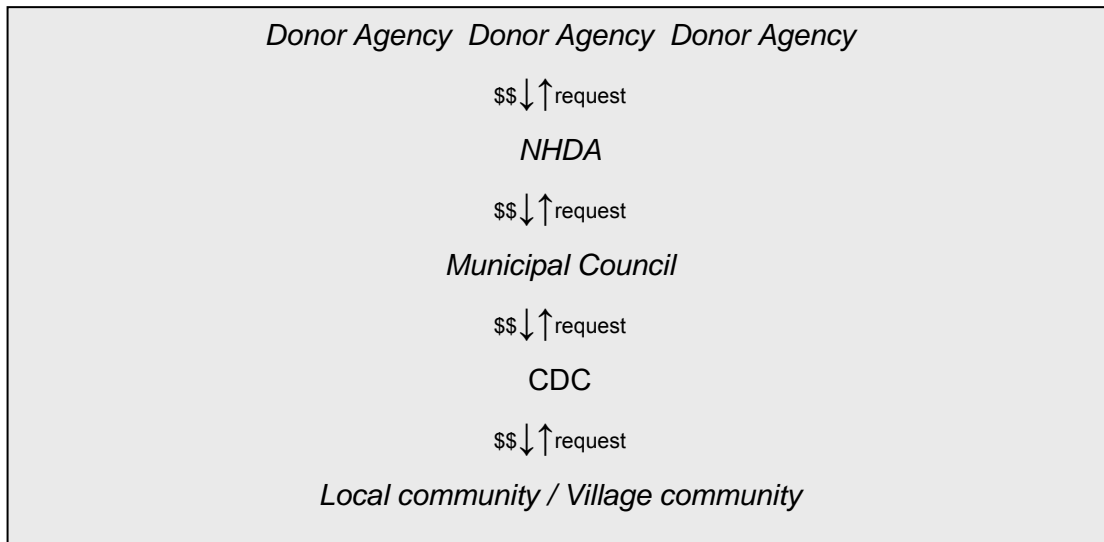 Donor Agency Donor Agency Donor Agency
$$↓↑request
NHDA
$$↓↑request
Municipal Council
$$↓↑request
CDC
$$↓↑request
Local community / Village community